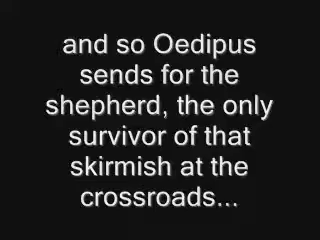 and so Oedipus
sends for the
shepherd, the only
survivor of that
skirmish at the
crossroads...